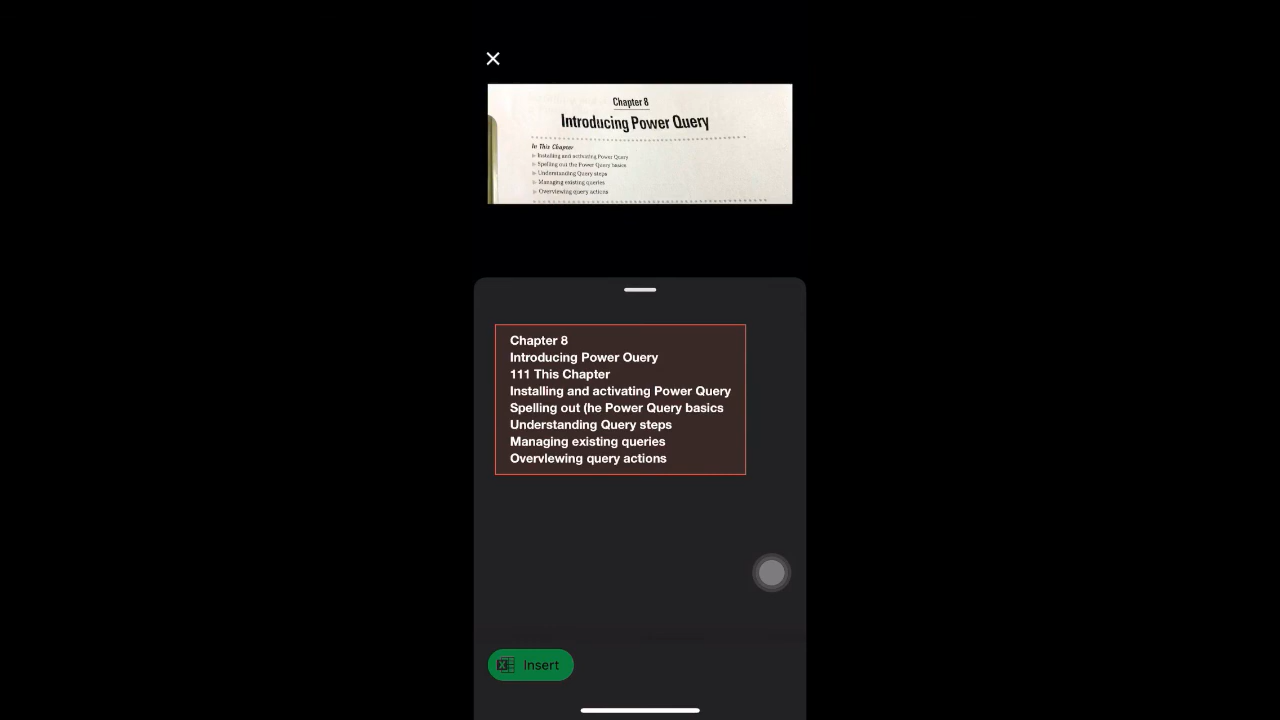 Chapter 8
Introducing Power Query
In This Chapter
Installing and activating Power Query
Spelling out the Power Query basics
Understanding Query steps
Managing existing queries
Overviewing query actions
Chapter 8
Introducing Power Ouery
111 This Chapter
Installing and activating Power Query
Spelling out (he Power Query basics
Understanding Query steps
Managing existing queries
Overvlewing query actions
Insert